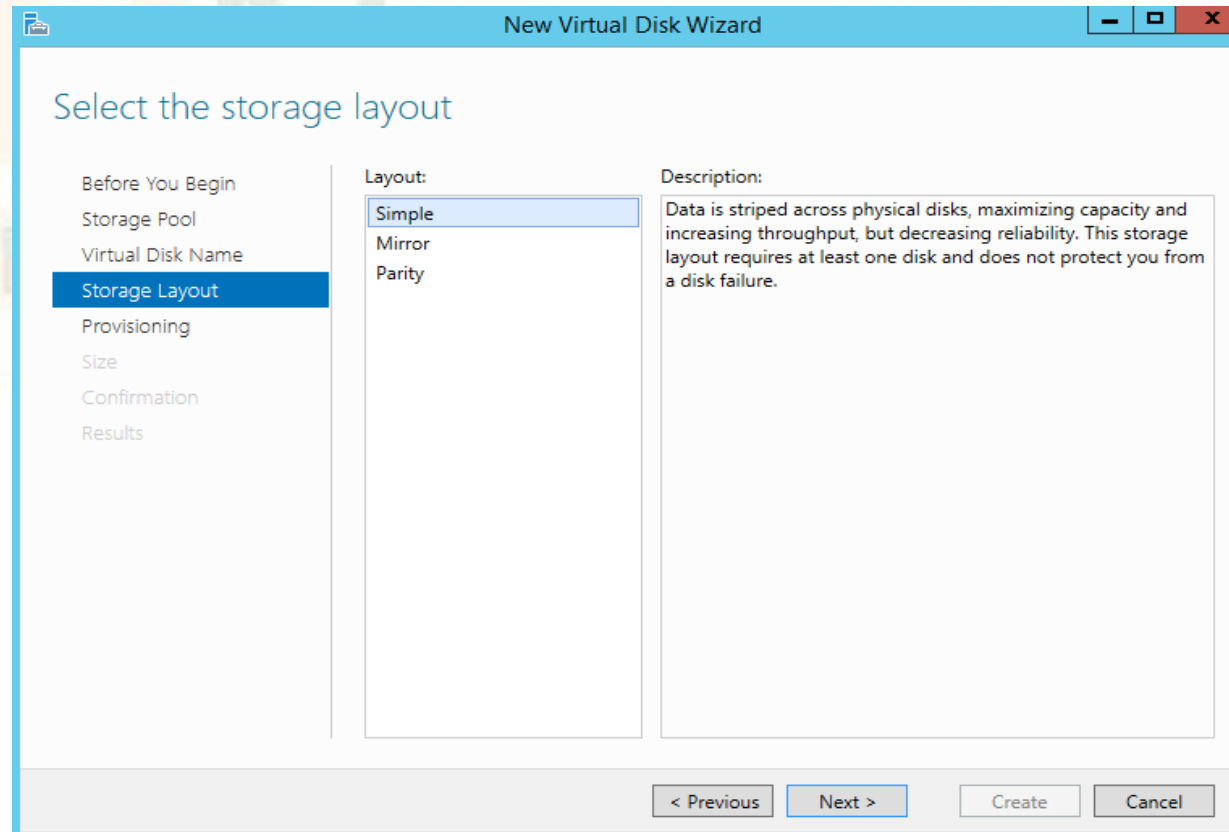 New Virtual Disk Wizard
Select the storage layout
Before You Begin
Storage Pool
Virtual Disk Name
Storage Layout
Provisioning
Size
Confirmation
Results
Layout:
Simple
Mirror
Parity
Description:
Data is striped across physical disks, maximizing capacity and
increasing throughput, but decreasing reliability. This storage
layout requires at least one disk and does not protect you from
a disk failure.
< Previous
Next >
Create
Cancel